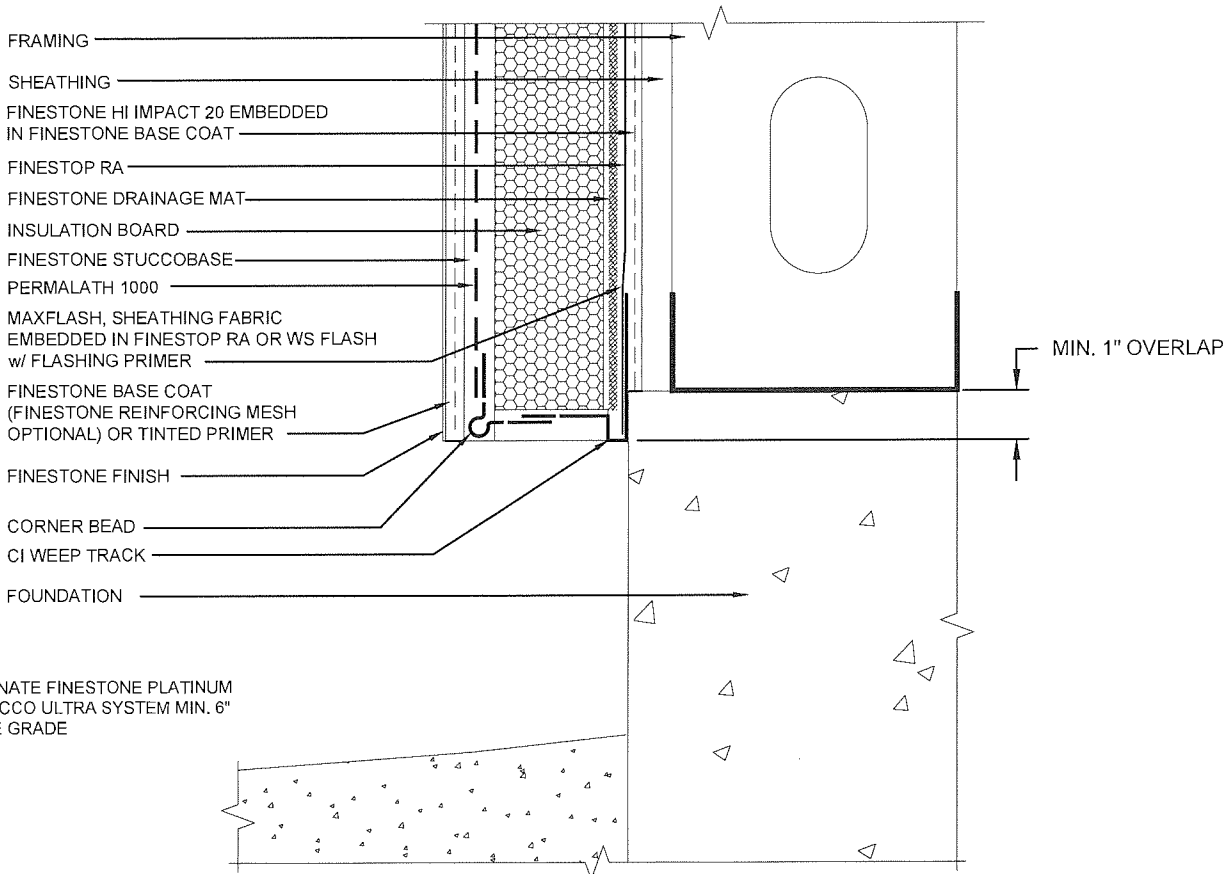 FRAMING
SHEATHING
FINESTONE HI IMPACT 20 EMBEDDED
IN FINESTONE BASE COAT
FINESTOP RA
FINESTONE DRAINAGE MAT
INSULATION BOARD
FINESTONE STUCCOBASE
PERMALATH 1000
MAXFLASH, SHEATHING FABRIC
EMBEDDED IN FINESTOP RA OR WS FLASH
w/ FLASHING PRIMER
FINESTONE BASE COAT
(FINESTONE REINFORCING MESH
OPTIONAL) OR TINTED PRIMER
FINESTONE FINISH
CORNER BEAD
CI WEEP TRACK
FOUNDATION
MIN. 1" OVERLAP
NATE FINESTONE PLATINUM
CCO ULTRA SYSTEM MIN. 6"
E GRADE